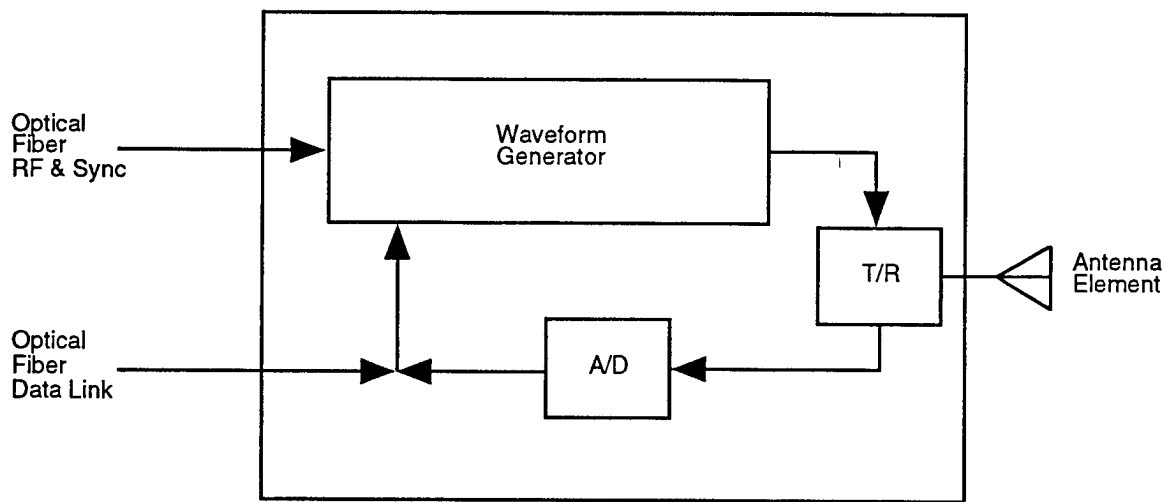 Optical
Fiber
RF & Sync
Waveform
Generator
T/R
Antenna
Element
Optical
Fiber
Data Link
A/D